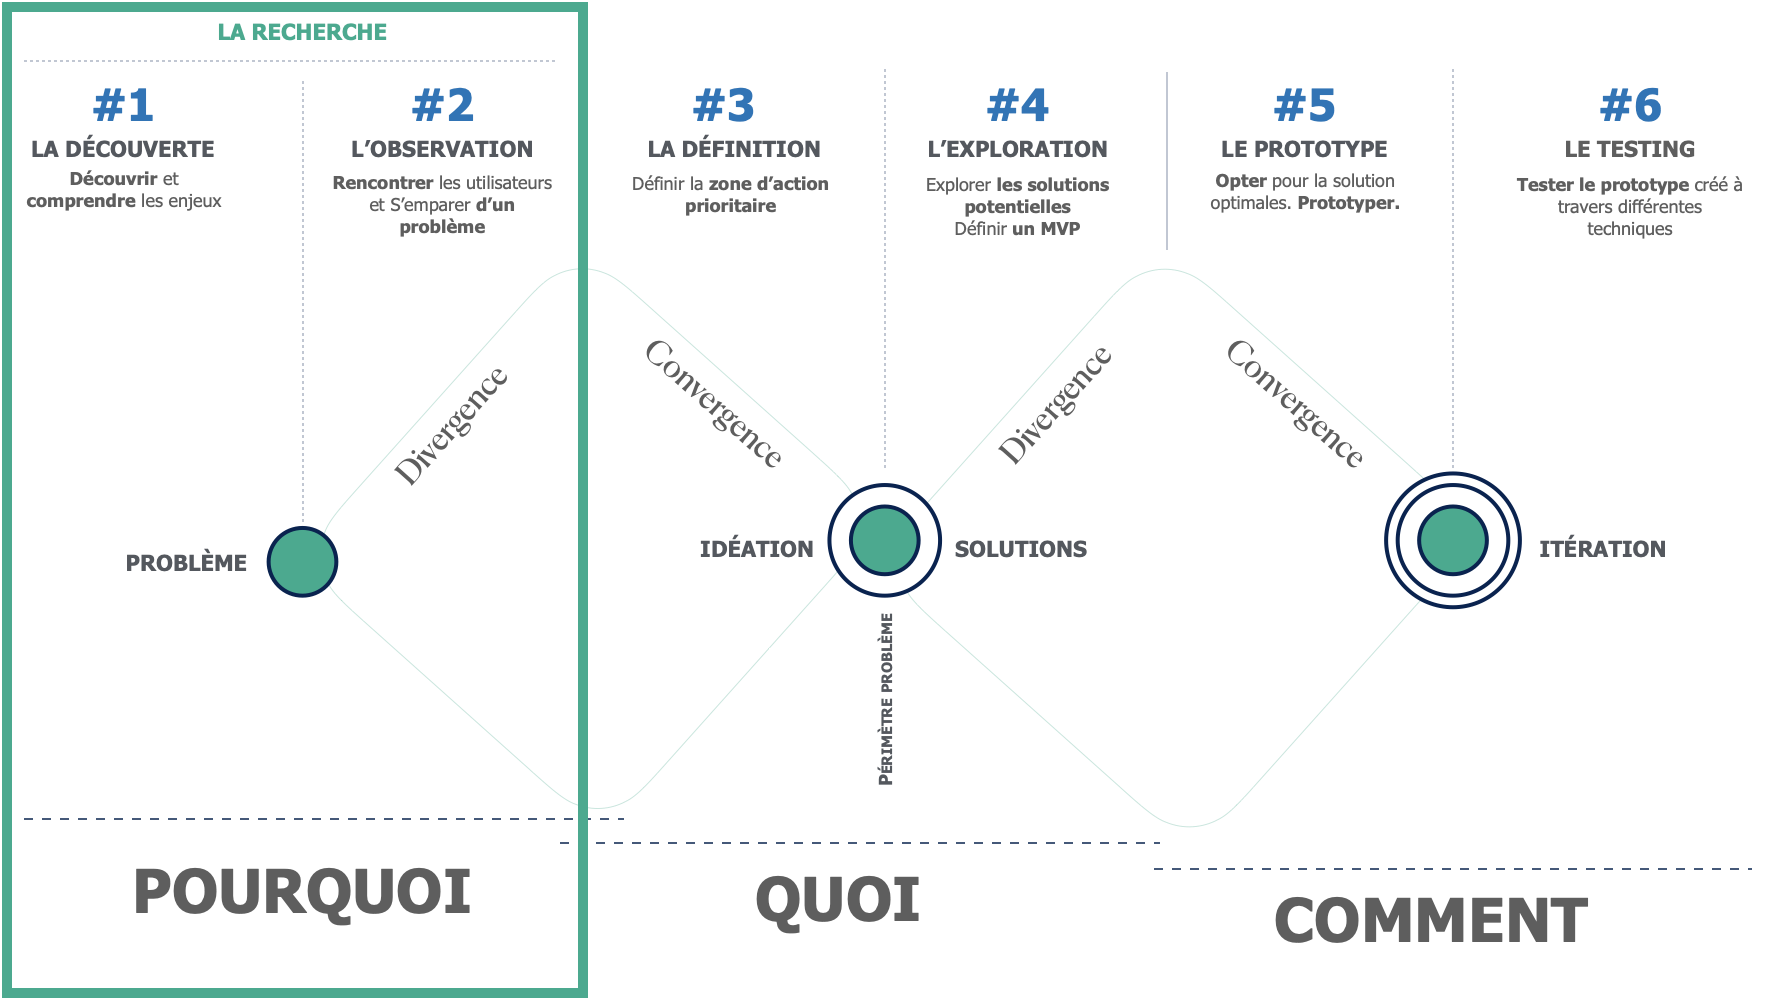 LA RECHERCHE
#1
LA DÉCOUVERTE
Découvrir et
comprendre les enjeux
#2
L’OBSERVATION
Rencontrer les utilisateurs
et S’emparer d’un
problème
#3
LA DÉFINITION
Définir la zone d’action
prioritaire
#4
L’EXPLORATION
Explorer les solutions
potentielles
Définir un MVP
#5
LE PROTOTYPE
Opter pour la solution
optimales. Prototyper.
#6
LE TESTING
Tester le prototype créé à
travers différentes
techniques
Divergence
Convergence
Divergence
Convergence
PROBLÈME
IDÉATION
SOLUTIONS
ITÉRATION
PÉRIMÈTRE PROBLÈME
POURQUOI
QUOI
COMMENT